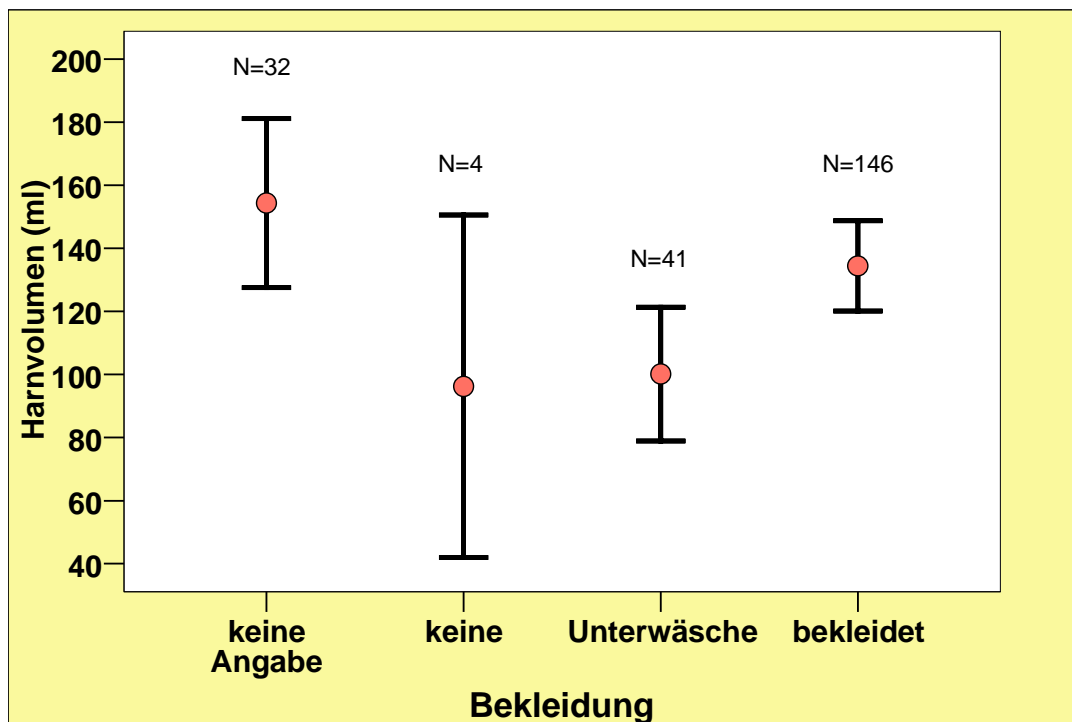 Harnvolumen (ml)
200
180
160
140
120
100
80
60
40
N=32
N=4
N=41
N=146
keine
Angabe
keine
Unterwäsche
bekleidet
Bekleidung